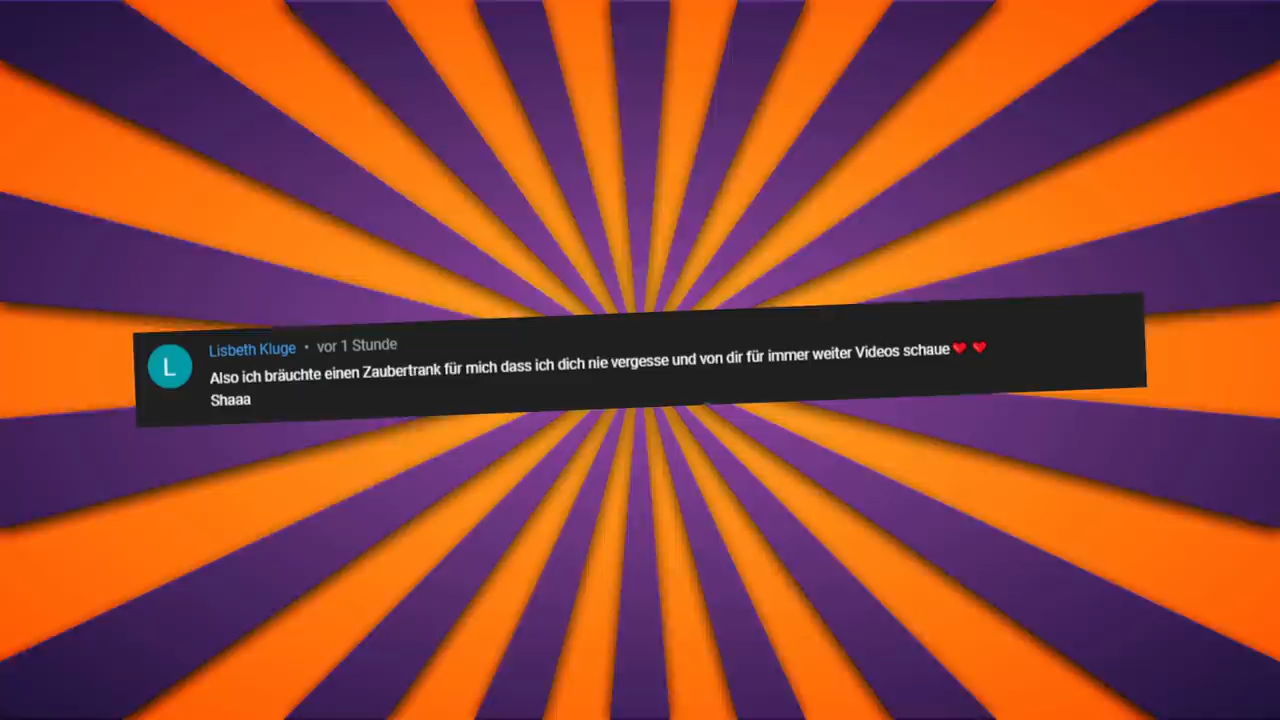 L
Lisbeth Kluge • vor 1 Stunde
Also ich bräuchte einen Zaubertrank für mich dass ich dich nie vergesse und von dir für immer weiter Videos schaue❤️ ❤️
Shaaa